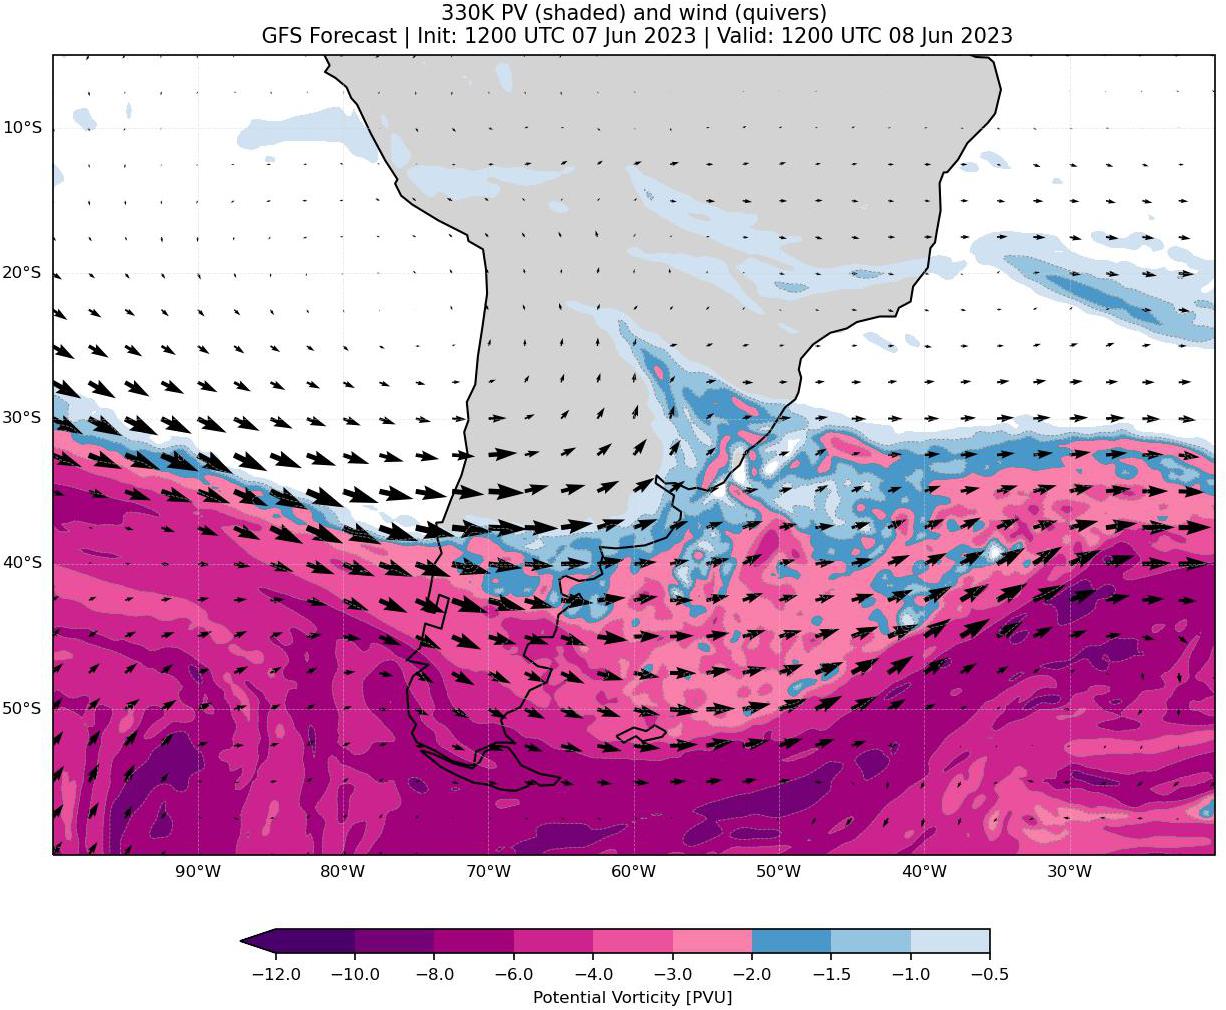 330K PV (shaded) and wind (quivers)
GFS Forecast | Init: 1200 UTC 07 Jun 2023 | Valid: 1200 UTC 08 Jun 2023
10°S
20°S
30°S
40°S
50°S
90°W 80°W 70°W 60°W 50°W 40°W 30°W
−12.0 −10.0 −8.0 −6.0 −4.0 −3.0 −2.0 −1.5 −1.0 −0.5
Potential Vorticity [PVU]